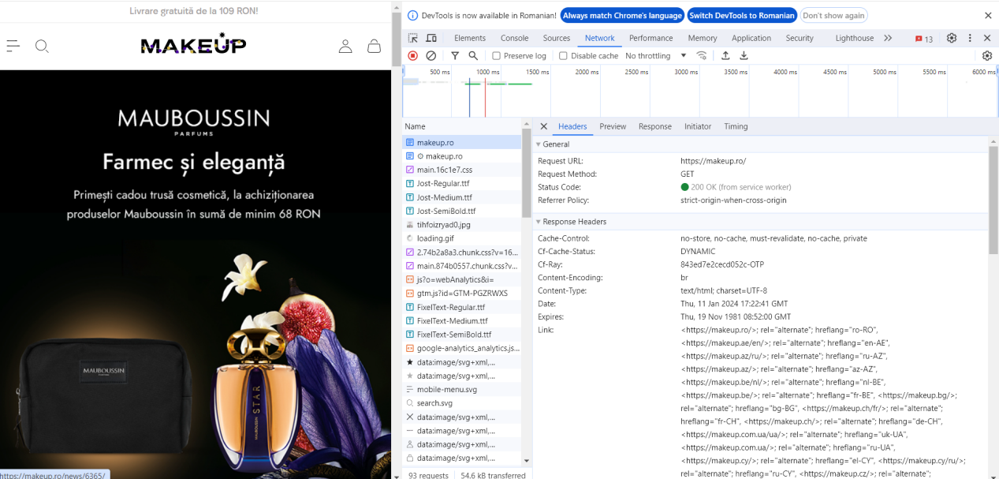 Livrare gratuită de la 109 RON!
MAKEUP
MAUBOUSSIN
PARFUMS
Farmec și eleganță
Primești cadou trusă cosmetică, la achiziționarea
produselor Mauboussin în sumă de minim 68 RON
MAUBOUSSIN
STAR
MAUBOUSSIN
https://makeup.ro/news/6365/
DevTools is now available in Romanian! Always match Chrome's language Switch DevTools to Romanian Don't show again
Elements Console Sources Network Performance Memory Application Security Lighthouse 13
Preserve log Disable cache No throttling
500 ms 1000 ms 1500 ms 2000 ms 2500 ms 3000 ms 3500 ms 4000 ms 4500 ms 5000 ms 5500 ms 6000 ms
Name
makeup.ro
makeup.ro
main.16c1e7.css
Jost-Regular.ttf
Jost-Medium.ttf
Jost-SemiBold.ttf
tihfoizryad0.jpg
loading.gif
2.74b2a8a3.chunk.css?v=16...
main.874b0557.chunk.css?v...
js?o=webAnalytics&i=
gtm.js?id=GTM-PGZRWXS
FixelText-Regular.ttf
FixelText-Medium.ttf
FixelText-SemiBold.ttf
google-analytics_analytics.js...
data:image/svg+xml,...
data:image/svg+xml,...
mobile-menu.svg
search.svg
data:image/svg+xml,...
data:image/svg+xml,...
data:image/svg+xml,...
data:image/svg+xml,...
93 requests 54.6 kB transferred
Headers Preview Response Initiator Timing
General
Request URL: https://makeup.ro/
Request Method: GET
Status Code: 200 OK (from service worker)
Referrer Policy: strict-origin-when-cross-origin
Response Headers
Cache-Control: no-store, no-cache, must-revalidate, no-cache, private
Cf-Cache-Status: DYNAMIC
Cf-Ray: 843ed7e2cecd052c-OTP
Content-Encoding: br
Content-Type: text/html; charset=UTF-8
Date: Thu, 11 Jan 2024 17:22:41 GMT
Expires: Thu, 19 Nov 1981 08:52:00 GMT
Link: <https://makeup.ro/>; rel="alternate"; hreflang="ro-RO",
<https://makeup.ae/en/>; rel="alternate"; hreflang="en-AE",
<https://makeup.az/ru/>; rel="alternate"; hreflang="ru-AZ",
<https://makeup.az/>; rel="alternate"; hreflang="az-AZ",
<https://makeup.be/nl/>; rel="alternate"; hreflang="nl-BE",
<https://makeup.be/>; rel="alternate"; hreflang="fr-BE", <https://makeup.bg/>;
rel="alternate"; hreflang="bg-BG", <https://makeup.ch/fr/>; rel="alternate";
hreflang="fr-CH", <https://makeup.ch/>; rel="alternate"; hreflang="de-CH",
<https://makeup.com.ua/ua/>; rel="alternate"; hreflang="uk-UA",
<https://makeup.com.ua/>; rel="alternate"; hreflang="ru-UA",
<https://makeup.cy/>; rel="alternate"; hreflang="el-CY", <https://makeup.cy/ru/>;
rel="alternate"; hreflang="ru-CY", <https://makeup.cz/>; rel="alternate";